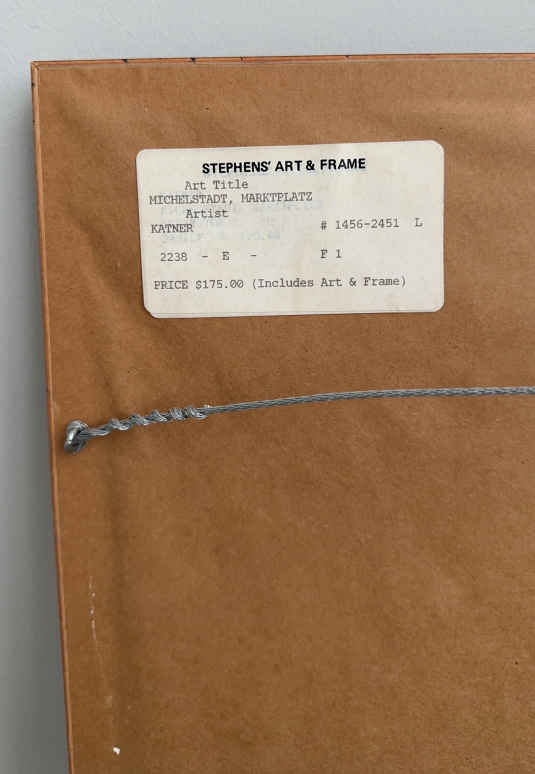 STEPHENS' ART & FRAME
Art Title
MICHELSTADT, MARKTPLATZ
Artist
KATNER # 1456-2451 L
2238 - E - F 1
PRICE $175.00 (Includes Art & Frame)